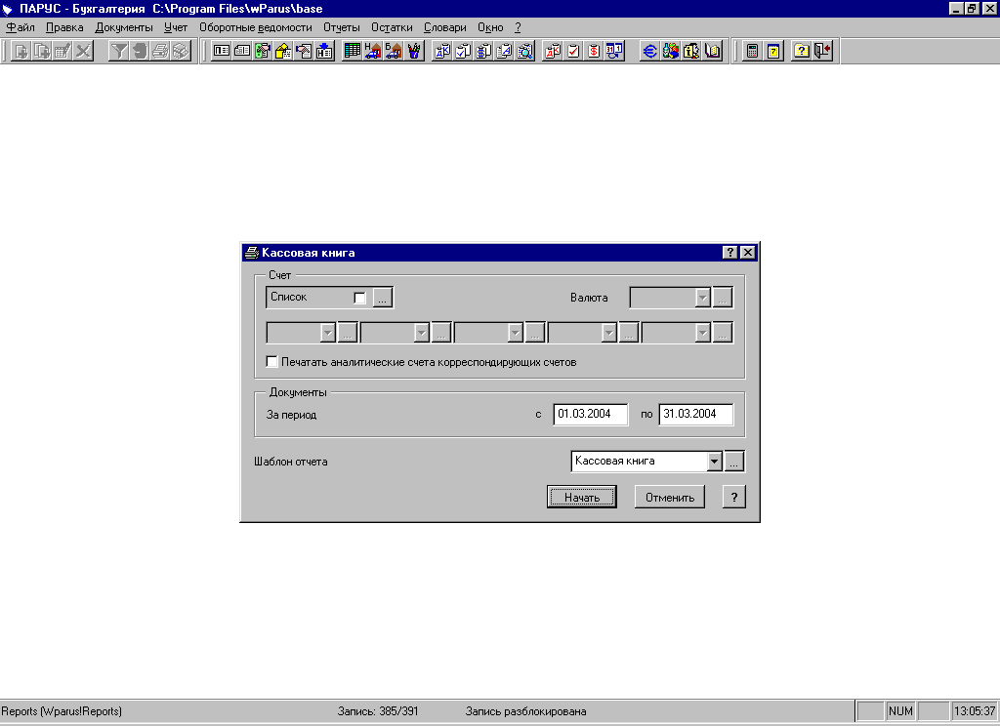 ПАРУС - Бухгалтерия C:\Program Files\wParus\base
Файл Правка Документы Учет Оборотные ведомости Отчеты Остатки Словари Окно ?
Кассовая книга
Счет
Список ... Валюта ...
... ... ... ... ...
Печатать аналитические счета корреспондирующих счетов
Документы
За период с 01.03.2004 по 31.03.2004
Шаблон отчета Кассовая книга ...
Начать Отменить ?
Reports (Wparus!Reports) Запись: 385/391 Запись разблокирована NUM 13:05:37